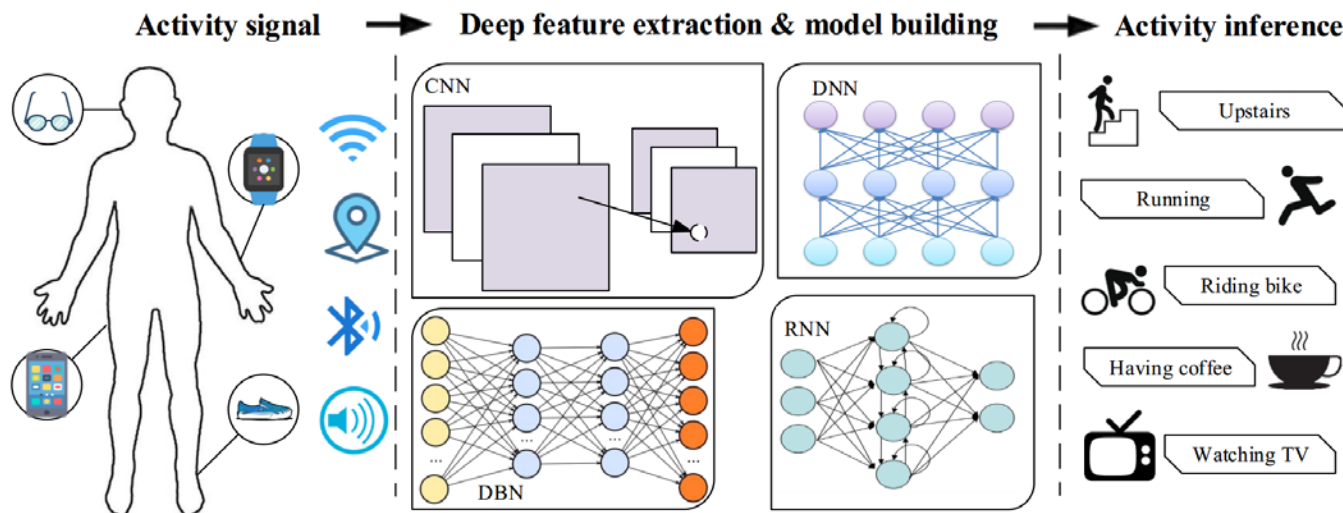 Activity signal
Deep feature extraction & model building
Activity inference
CNN
DNN
DBN
...
...
...
...
RNN
Upstairs
Running
Riding bike
Having coffee
Watching TV